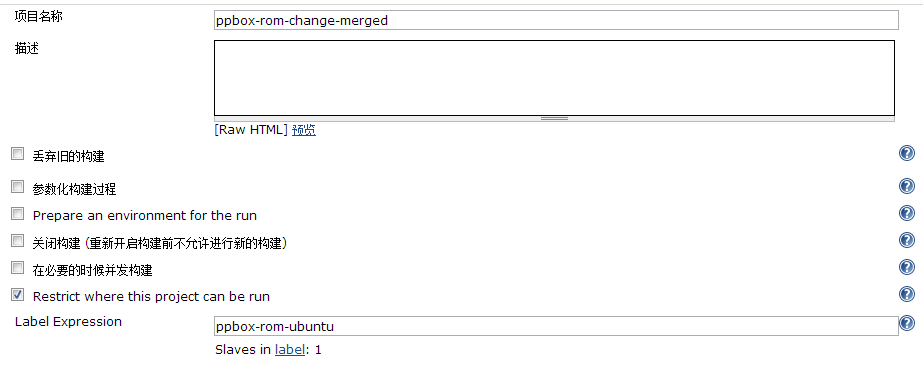 项目名称 ppbox-rom-change-merged
描述
[Raw HTML] 预览
丢弃旧的构建
参数化构建过程
Prepare an environment for the run
关闭构建 (重新开启构建前不允许进行新的构建)
在必要的时候并发构建
Restrict where this project can be run
Label Expression ppbox-rom-ubuntu
Slaves in label: 1